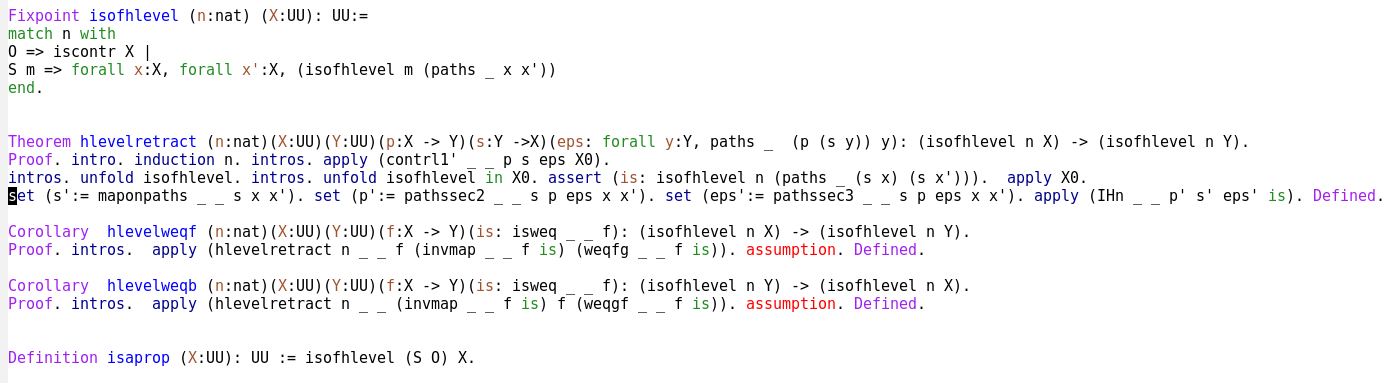 Fixpoint isofhlevel (n:nat) (X:UU): UU:=
match n with
O => iscontr X |
S m => forall x:X, forall x':X, (isofhlevel m (paths _ x x'))
end.
Theorem hlevelretract (n:nat)(X:UU)(Y:UU)(p:X -> Y)(s:Y ->X)(eps: forall y:Y, paths _  (p (s y)) y): (isofhlevel n X) -> (isofhlevel n Y).
Proof. intro. induction n. intros. apply (contrl1' _ _ p s eps X0).
intros. unfold isofhlevel. intros. unfold isofhlevel in X0. assert (is: isofhlevel n (paths _ (s x) (s x'))).  apply X0.
set (s':= maponpaths _ _ s x x'). set (p':= pathssec2 _ _ s p eps x x'). set (eps':= pathssec3 _ _ s p eps x x'). apply (IHn _ _ p' s' eps' is). Defined.
Corollary  hlevelweqf (n:nat)(X:UU)(Y:UU)(f:X -> Y)(is: isweq _ _ f): (isofhlevel n X) -> (isofhlevel n Y).
Proof. intros.  apply (hlevelretract n _ _ f (invmap _ _ f is) (weqfg _ _ f is)). assumption. Defined.
Corollary  hlevelweqb (n:nat)(X:UU)(Y:UU)(f:X -> Y)(is: isweq _ _ f): (isofhlevel n Y) -> (isofhlevel n X).
Proof. intros.  apply (hlevelretract n _ _ (invmap _ _ f is) f (weqgf _ _ f is)). assumption. Defined.
Definition isaprop (X:UU): UU := isofhlevel (S O) X.